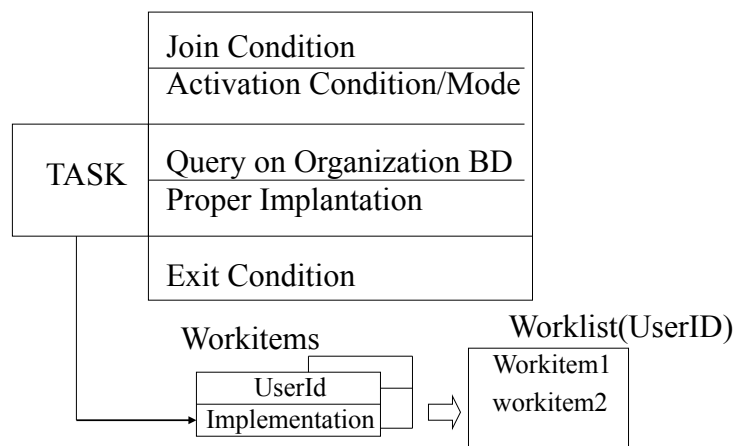 Join Condition
Activation Condition/Mode
TASK
Query on Organization BD
Proper Implantation
Exit Condition
Workitems
Worklist(UserID)
UserId
Implementation
Workitem1
workitem2